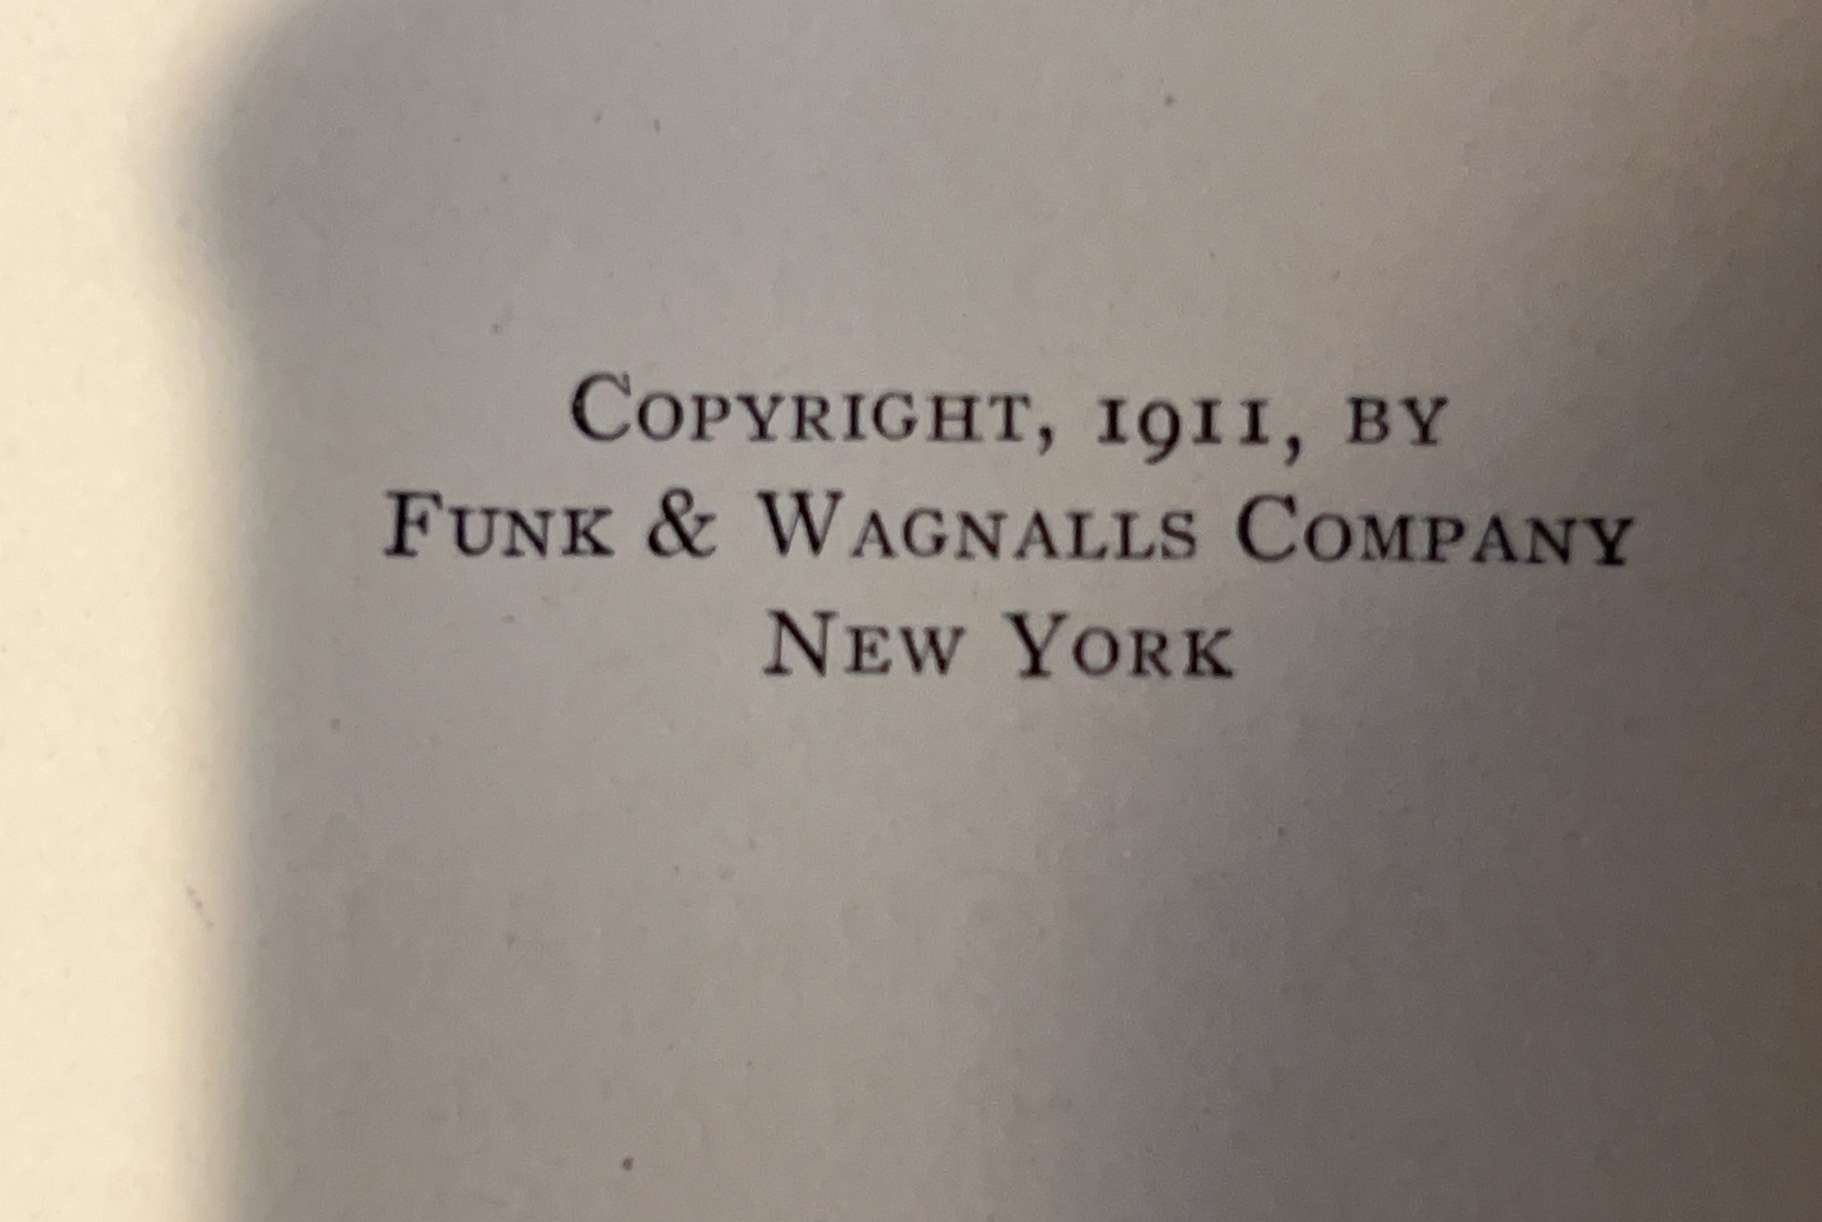 Copyright, 1911, by
Funk & Wagnalls Company
New York